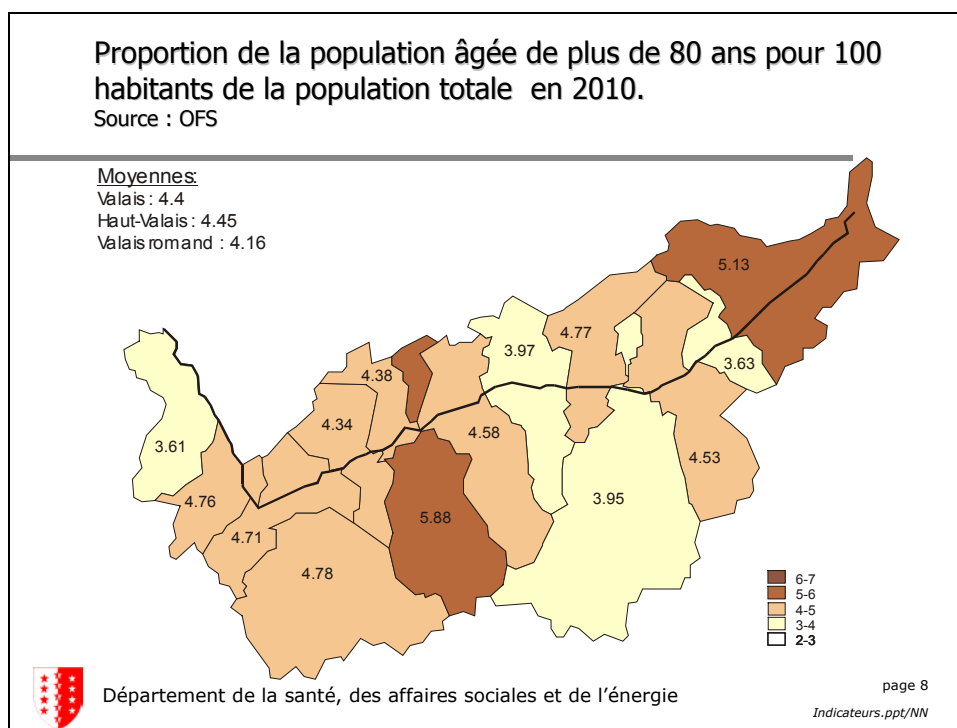 Proportion de la population âgée de plus de 80 ans pour 100
habitants de la population totale en 2010.
Source : OFS
Moyennes:
Valais : 4.4
Haut-Valais : 4.45
Valais romand : 4.16
5.13
4.77
3.97
3.63
4.38
4.34
4.58
3.61
4.53
4.76
3.95
5.88
4.71
4.78
6-7
5-6
4-5
3-4
2-3
Département de la santé, des affaires sociales et de l’énergie
page 8
Indicateurs.ppt/NN